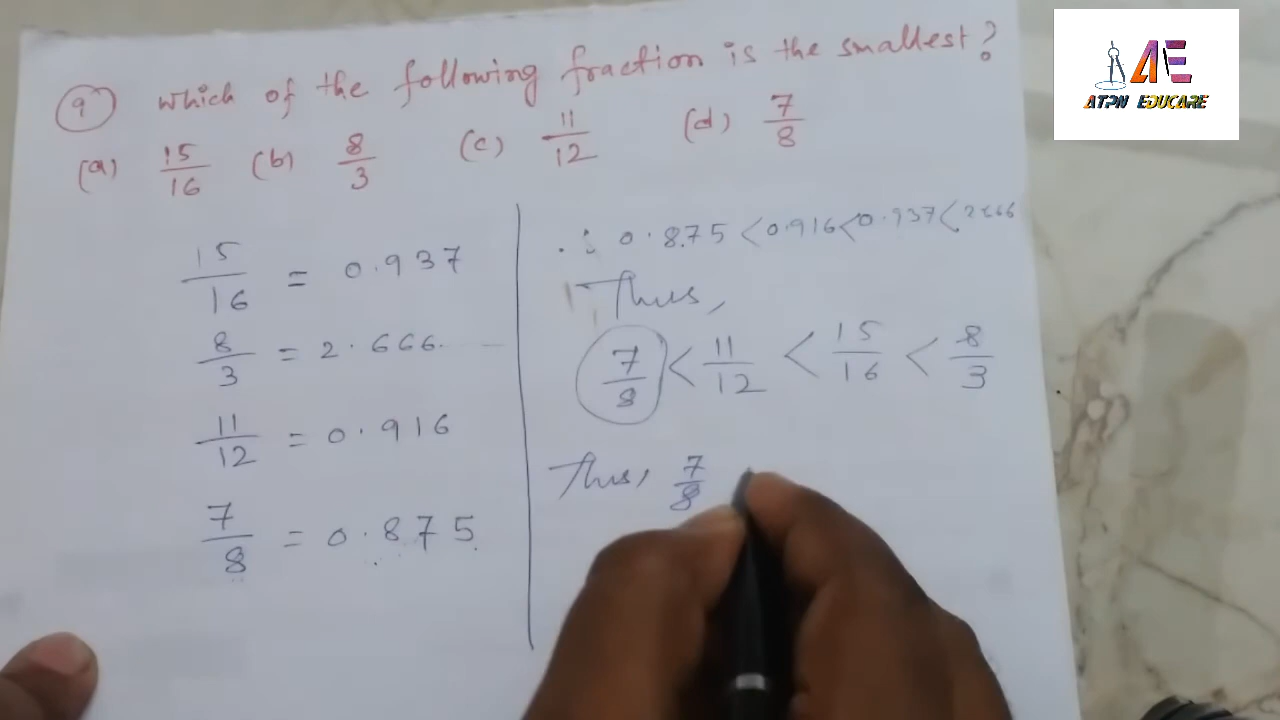 9 which of the following fraction is the smallest?
(a) 15/16 (b) 8/3 (c) 11/12 (d) 7/8
15/16 = 0.937
8/3 = 2.666.
11/12 = 0.916
7/8 = 0.875
∴ 0.875 < 0.916 < 0.937 < 2.666
Thus,
7/8 < 11/12 < 15/16 < 8/3
Thus, 7/8
AE
ATPN EDUCARE